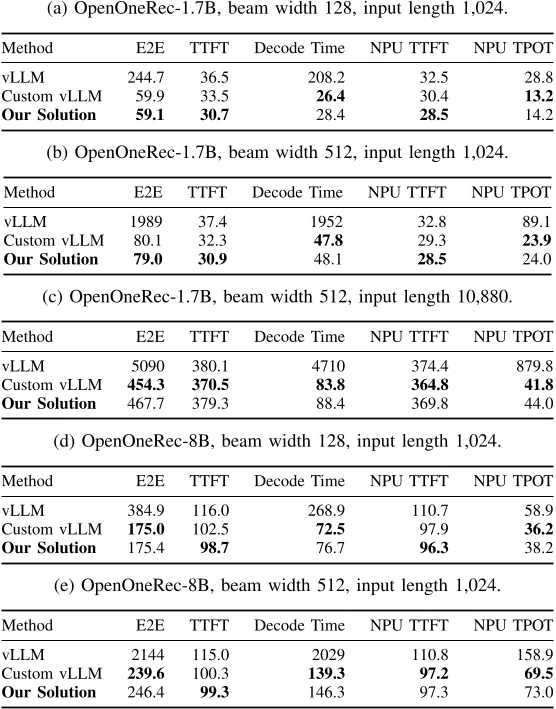 (a) OpenOneRec-1.7B, beam width 128, input length 1,024.
Method E2E TTFT Decode Time NPU TTFT NPU TPOT
vLLM 244.7 36.5 208.2 32.5 28.8
Custom vLLM 59.9 33.5 26.4 30.4 13.2
Our Solution 59.1 30.7 28.4 28.5 14.2
(b) OpenOneRec-1.7B, beam width 512, input length 1,024.
Method E2E TTFT Decode Time NPU TTFT NPU TPOT
vLLM 1989 37.4 1952 32.8 89.1
Custom vLLM 80.1 32.3 47.8 29.3 23.9
Our Solution 79.0 30.9 48.1 28.5 24.0
(c) OpenOneRec-1.7B, beam width 512, input length 10,880.
Method E2E TTFT Decode Time NPU TTFT NPU TPOT
vLLM 5090 380.1 4710 374.4 879.8
Custom vLLM 454.3 370.5 83.8 364.8 41.8
Our Solution 467.7 379.3 88.4 369.8 44.0
(d) OpenOneRec-8B, beam width 128, input length 1,024.
Method E2E TTFT Decode Time NPU TTFT NPU TPOT
vLLM 384.9 116.0 268.9 110.7 58.9
Custom vLLM 175.0 102.5 72.5 97.9 36.2
Our Solution 175.4 98.7 76.7 96.3 38.2
(e) OpenOneRec-8B, beam width 512, input length 1,024.
Method E2E TTFT Decode Time NPU TTFT NPU TPOT
vLLM 2144 115.0 2029 110.8 158.9
Custom vLLM 239.6 100.3 139.3 97.2 69.5
Our Solution 246.4 99.3 146.3 97.3 73.0